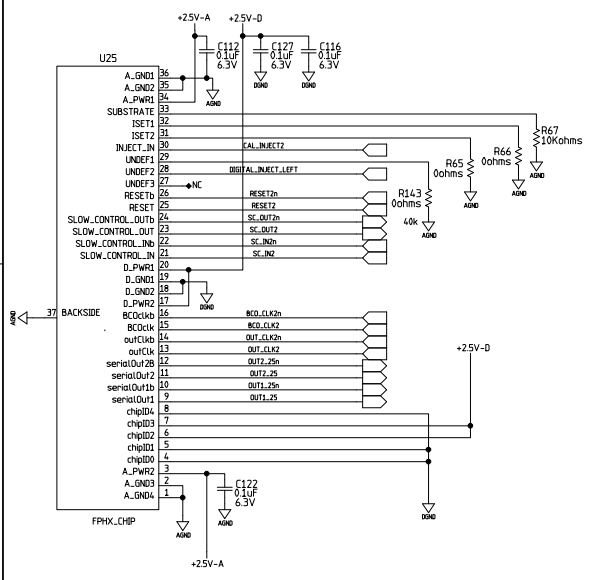 +2.5V-A +2.5V-D
U25
C112 0.1uF 6.3V
C127 0.1uF 6.3V
C116 0.1uF 6.3V
AGND DGND DGND
A_GND1 36
A_GND2 35
A_PWR1 34
AGND
SUBSTRATE 33
ISET1 32
ISET2 31
INJECT_IN 30 CAL_INJECT2
UNDEF1 29
UNDEF2 28 DIGITAL_INJECT_LEFT
UNDEF3 27 NC
RESETb 26 RESET2n
RESET 25 RESET2
SLOW_CONTROL_OUTb 24 SC_OUT2n
SLOW_CONTROL_OUT 23 SC_OUT2
SLOW_CONTROL_INb 22 SC_IN2n
SLOW_CONTROL_IN 21 SC_IN2
R67 10Kohms
AGND
R66 0ohms
AGND
R65 0ohms
AGND
R143 0ohms
40k
AGND
D_PWR1 20
D_GND1 19
D_GND2 18
D_PWR2 17
DGND
AGND 37 BACKSIDE
BCOclkb 16 BCO_CLK2n
BCOclk 15 BCO_CLK2
outClkb 14 OUT_CLK2n
outClk 13 OUT_CLK2
serialOut2B 12 OUT2_25n
serialOut2 11 OUT2_25
serialOut1b 10 OUT1_25n
serialOut1 9 OUT1_25
+2.5V-D
chipID4 8
chipID3 7
chipID2 6
chipID1 5
chipID0 4
A_PWR2 3
A_GND3 2
A_GND4 1
C122 0.1uF 6.3V
AGND AGND DGND
FPHX_CHIP
+2.5V-A